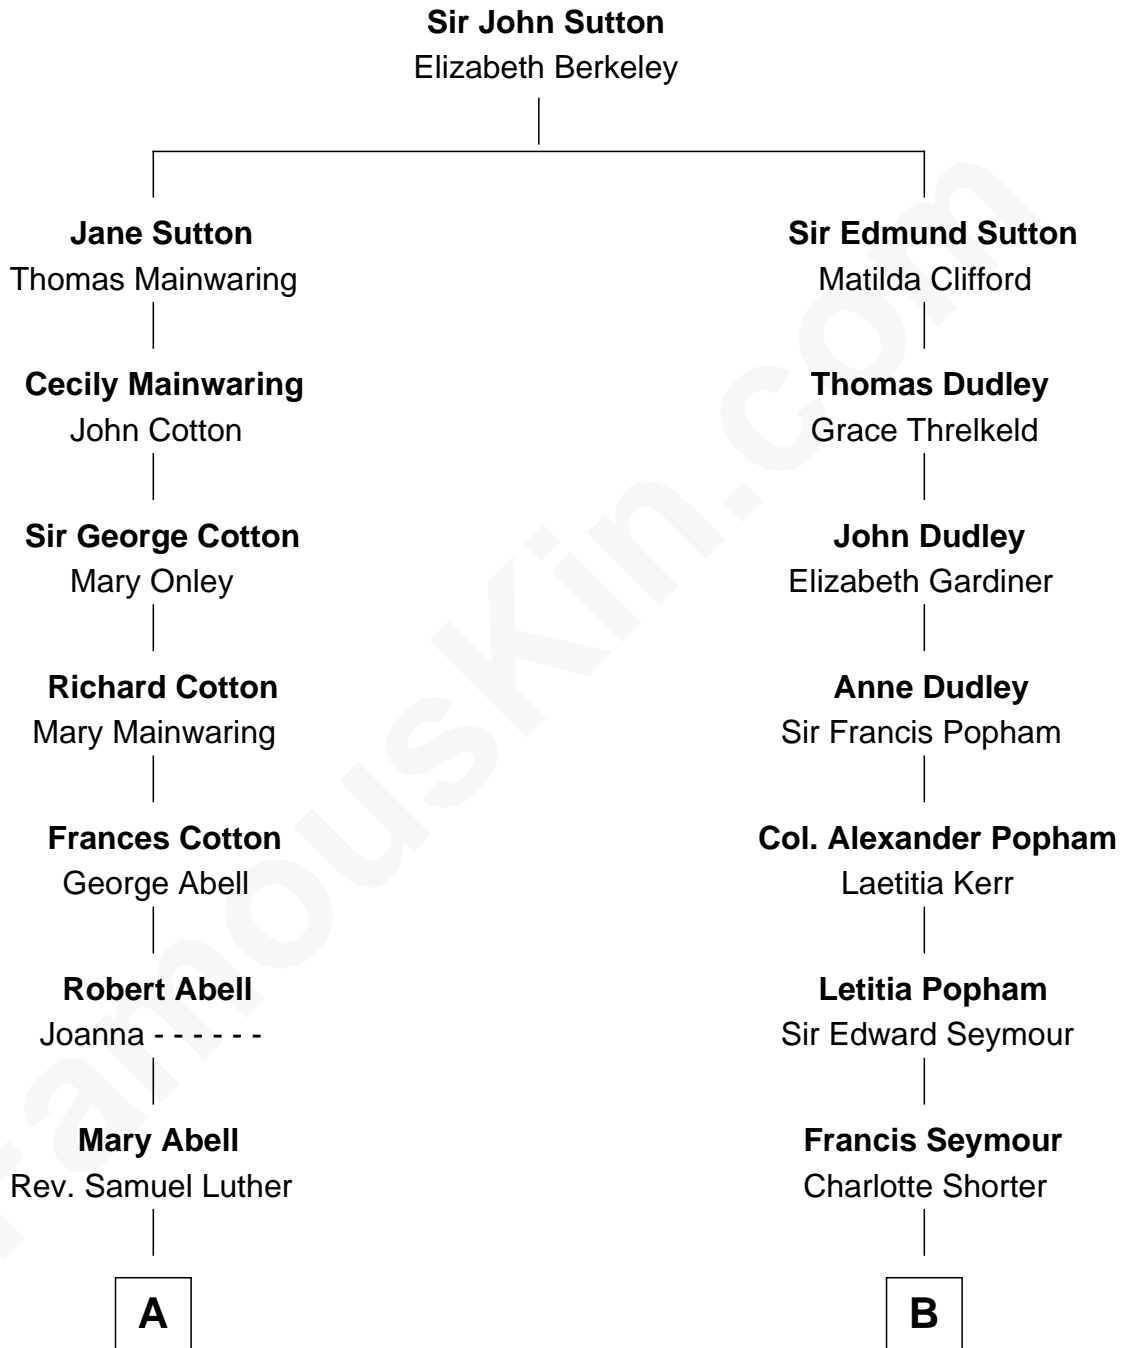 Sir John Sutton
Elizabeth Berkeley
Jane Sutton
Thomas Mainwaring
Cecily Mainwaring
John Cotton
Sir George Cotton
Mary Onley
Richard Cotton
Mary Mainwaring
Frances Cotton
George Abell
Robert Abell
Joanna - - - - - -
Mary Abell
Rev. Samuel Luther
A
Sir Edmund Sutton
Matilda Clifford
Thomas Dudley
Grace Threlkeld
John Dudley
Elizabeth Gardiner
Anne Dudley
Sir Francis Popham
Col. Alexander Popham
Laetitia Kerr
Letitia Popham
Sir Edward Seymour
Francis Seymour
Charlotte Shorter
B
FamousKin.com